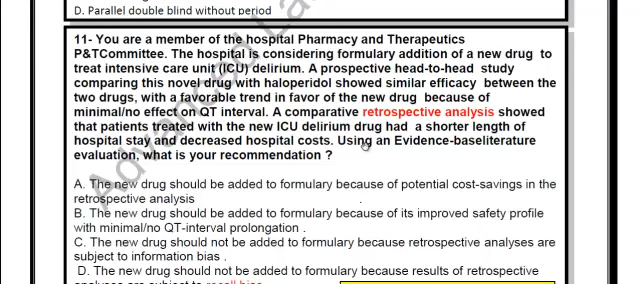 D. Parallel double blind without period
11- You are a member of the hospital Pharmacy and Therapeutics
P&TCommittee. The hospital is considering formulary addition of a new drug to
treat intensive care unit (ICU) delirium. A prospective head-to-head study
comparing this novel drug with haloperidol showed similar efficacy between the
two drugs, with a favorable trend in favor of the new drug because of
minimal/no effect on QT interval. A comparative retrospective analysis showed
that patients treated with the new ICU delirium drug had a shorter length of
hospital stay and decreased hospital costs. Using an Evidence-baseliterature
evaluation, what is your recommendation ?
A. The new drug should be added to formulary because of potential cost-savings in the
retrospective analysis
B. The new drug should be added to formulary because of its improved safety profile
with minimal/no QT-interval prolongation .
C. The new drug should not be added to formulary because retrospective analyses are
subject to information bias .
D. The new drug should not be added to formulary because results of retrospective
analyses are subject to recall bias